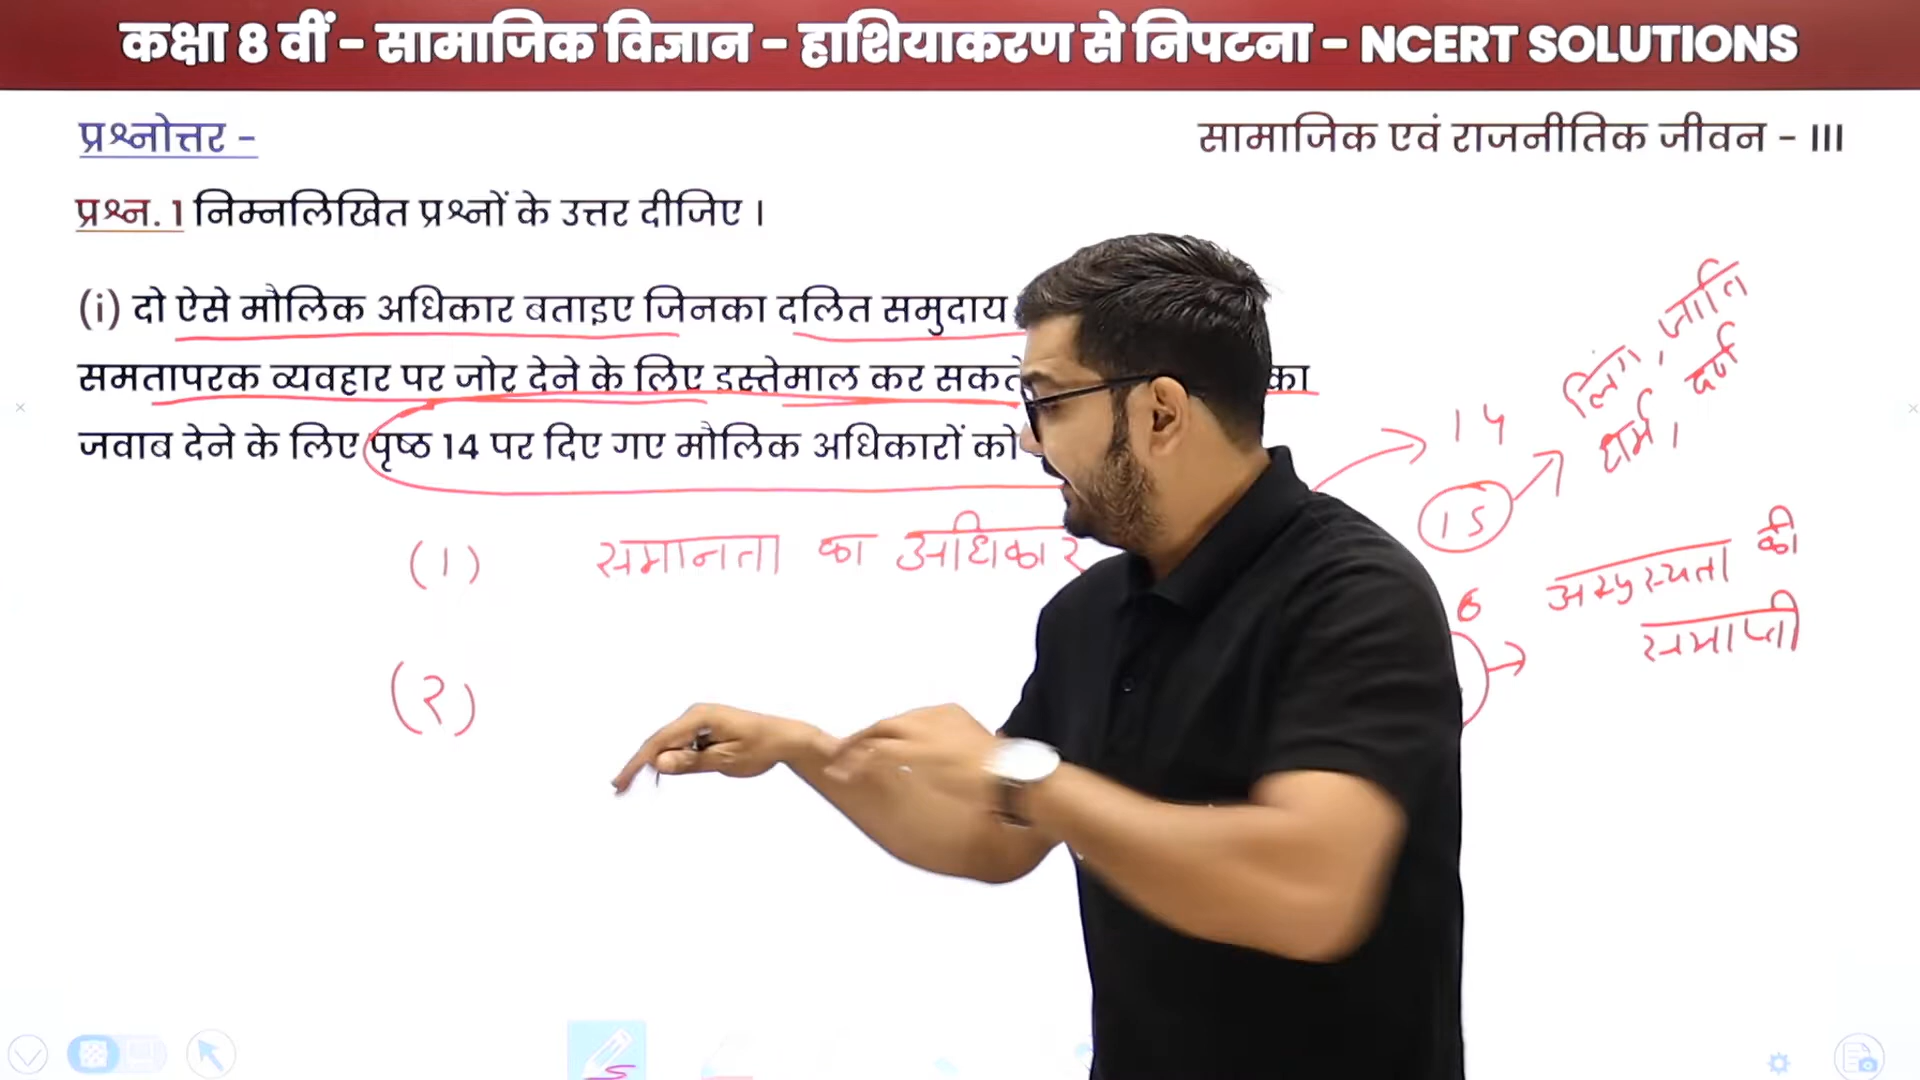 कक्षा 8 वीं - सामाजिक विज्ञान - हाशियाकरण से निपटना - NCERT SOLUTIONS
प्रश्नोत्तर -
सामाजिक एवं राजनीतिक जीवन - III
प्रश्न. 1 निम्नलिखित प्रश्नों के उत्तर दीजिए ।
(i) दो ऐसे मौलिक अधिकार बताइए जिनका दलित समुदाय
समतापरक व्यवहार पर जोर देने के लिए इस्तेमाल कर सकते का
जवाब देने के लिए पृष्ठ 14 पर दिए गए मौलिक अधिकारों को
14
लिंग, जाति
15
धर्म, वर्ण
(1) समानता का अधिकार
6 अस्पृस्यता की
समाप्ती
(2)